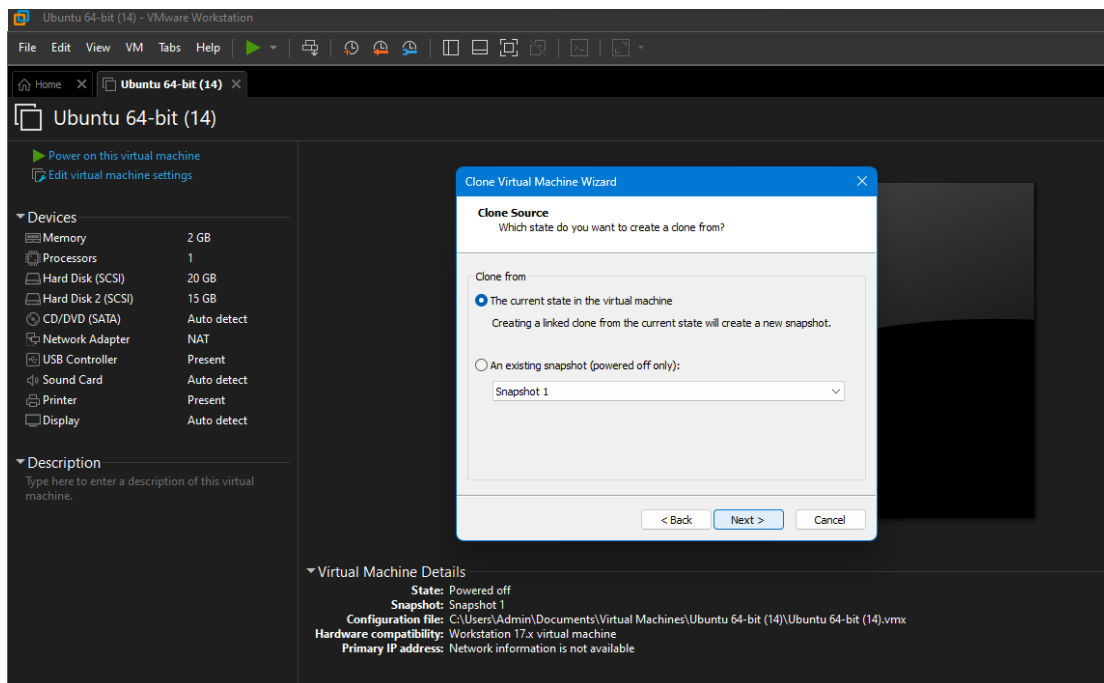 Ubuntu 64-bit (14) - VMware Workstation
File Edit View VM Tabs Help
Home Ubuntu 64-bit (14)
Ubuntu 64-bit (14)
Power on this virtual machine
Edit virtual machine settings
Devices
Memory 2 GB
Processors 1
Hard Disk (SCSI) 20 GB
Hard Disk 2 (SCSI) 15 GB
CD/DVD (SATA) Auto detect
Network Adapter NAT
USB Controller Present
Sound Card Auto detect
Printer Present
Display Auto detect
Description
Type here to enter a description of this virtual
machine.
Clone Virtual Machine Wizard
Clone Source
Which state do you want to create a clone from?
Clone from
The current state in the virtual machine
Creating a linked clone from the current state will create a new snapshot.
An existing snapshot (powered off only):
Snapshot 1
< Back Next > Cancel
Virtual Machine Details
State: Powered off
Snapshot: Snapshot 1
Configuration file: C:\Users\Admin\Documents\Virtual Machines\Ubuntu 64-bit (14)\Ubuntu 64-bit (14).vmx
Hardware compatibility: Workstation 17.x virtual machine
Primary IP address: Network information is not available